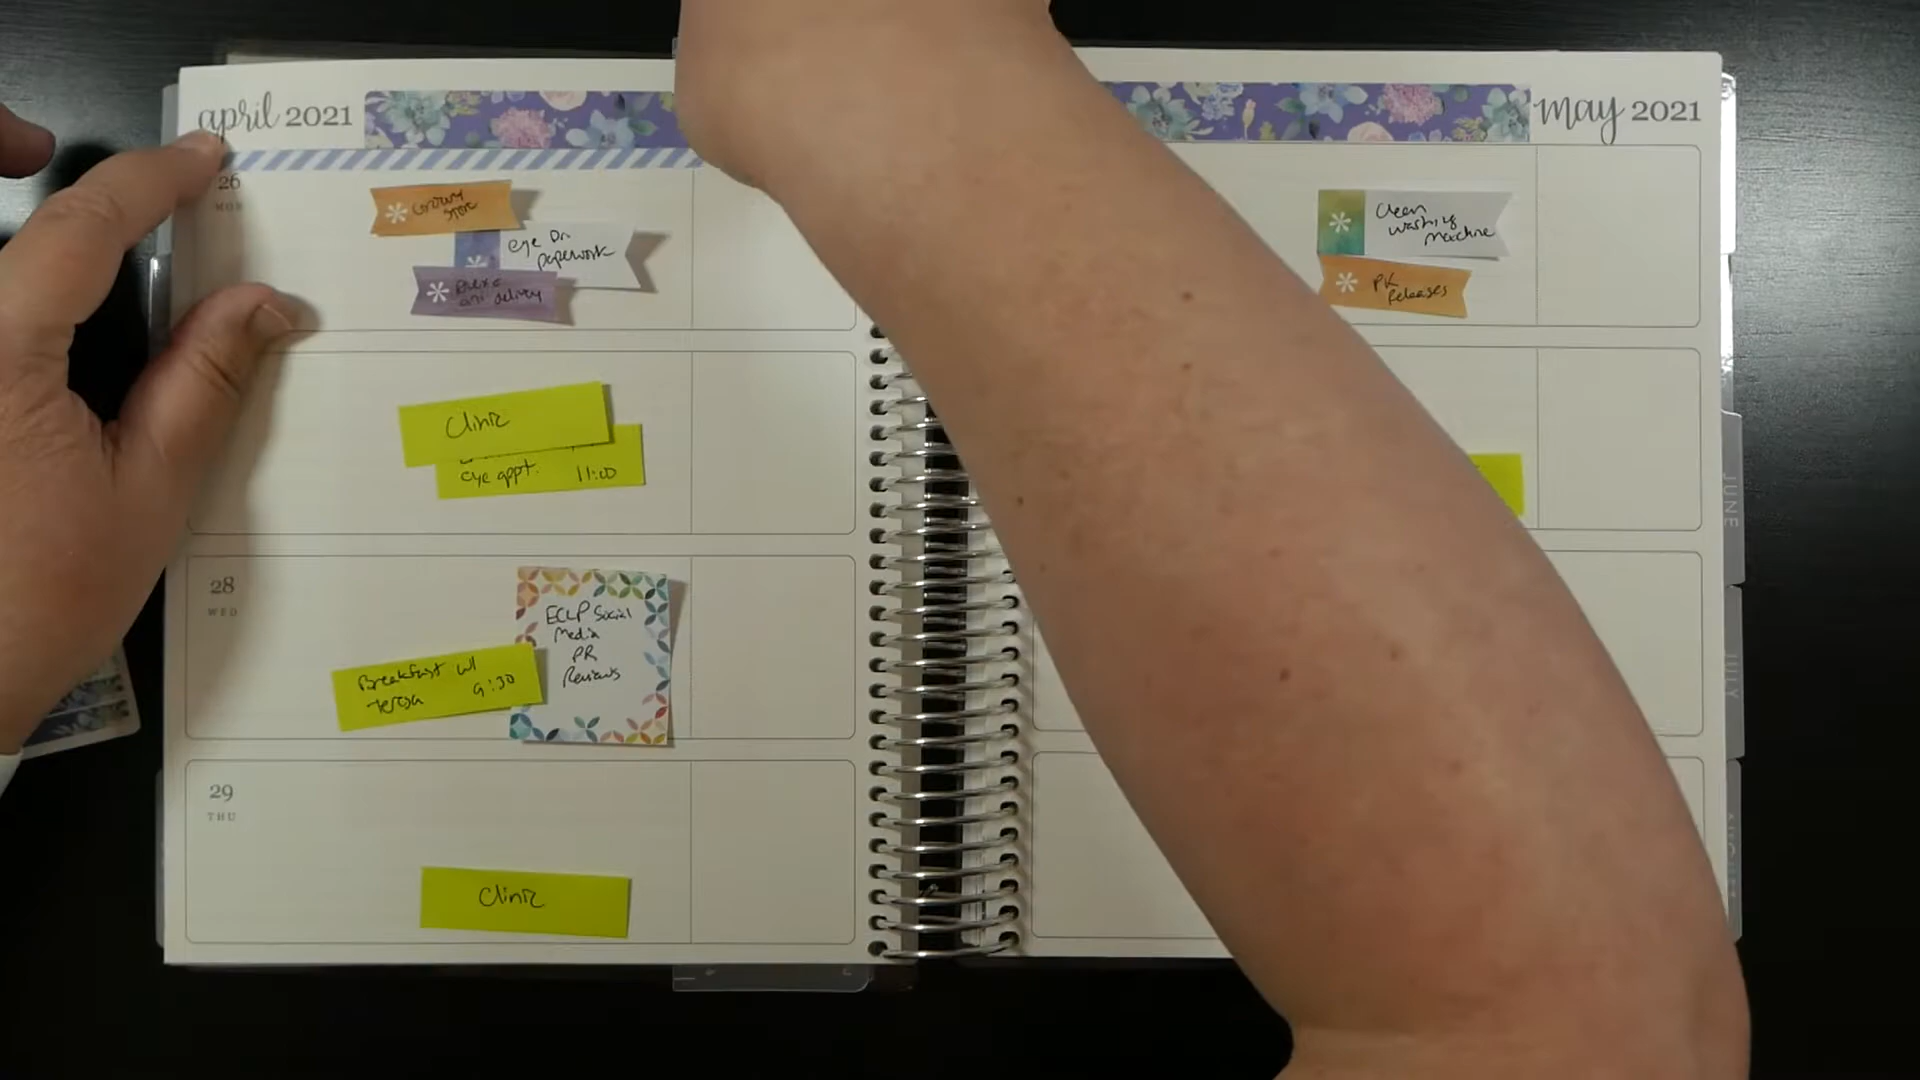 april 2021
may 2021
26
MON
Grocery
Store
eye Dr.
paperwork
delivery
Clean
washing
Machine
PR
Releases
Clinic
eye appt. 11:00
28
WED
ECLP Social
Media
PR
Reviews
Breakfast w/
Teresa 9:30
29
THU
Clinic
JUNE
JULY